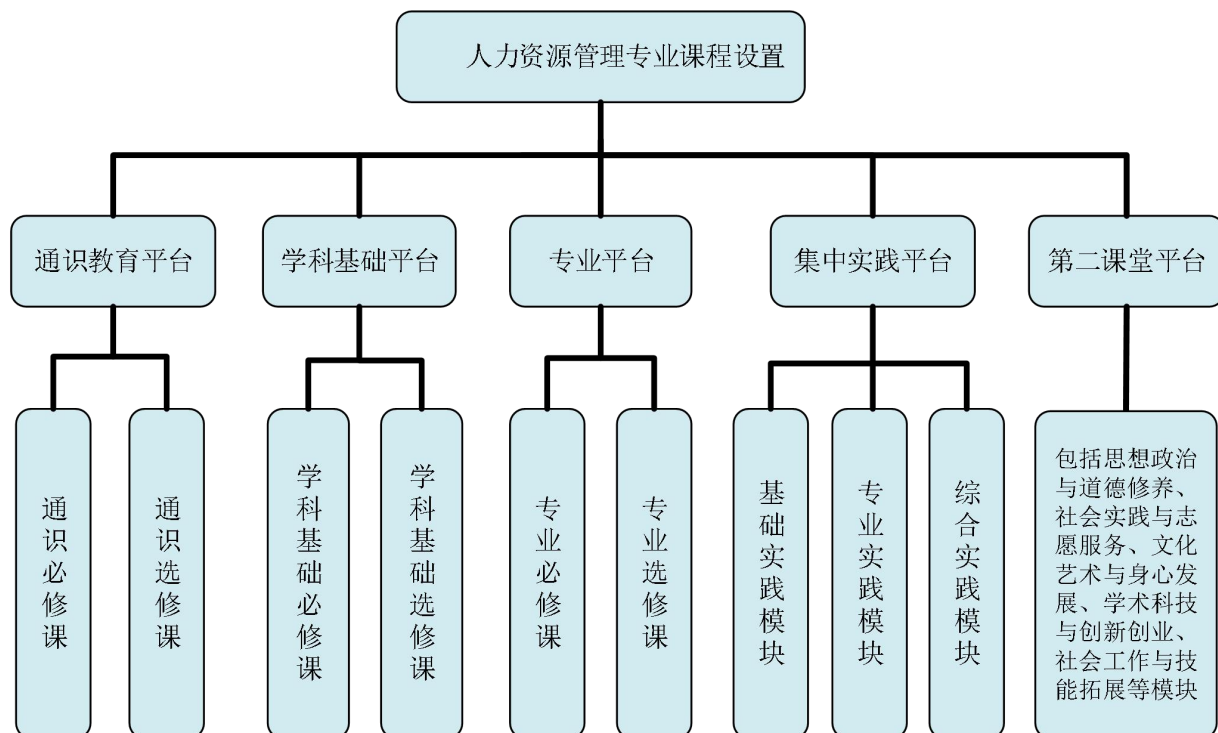 人力资源管理专业课程设置
通识教育平台
学科基础平台
专业平台
集中实践平台
第二课堂平台
通识必修课
通识选修课
学科基础必修课
学科基础选修课
专业必修课
专业选修课
基础实践模块
专业实践模块
综合实践模块
包括思想政治
与道德修养、
社会实践与志
愿服务、文化
艺术与身心发
展、学术科技
与创新创业、
社会工作与技
能拓展等模块